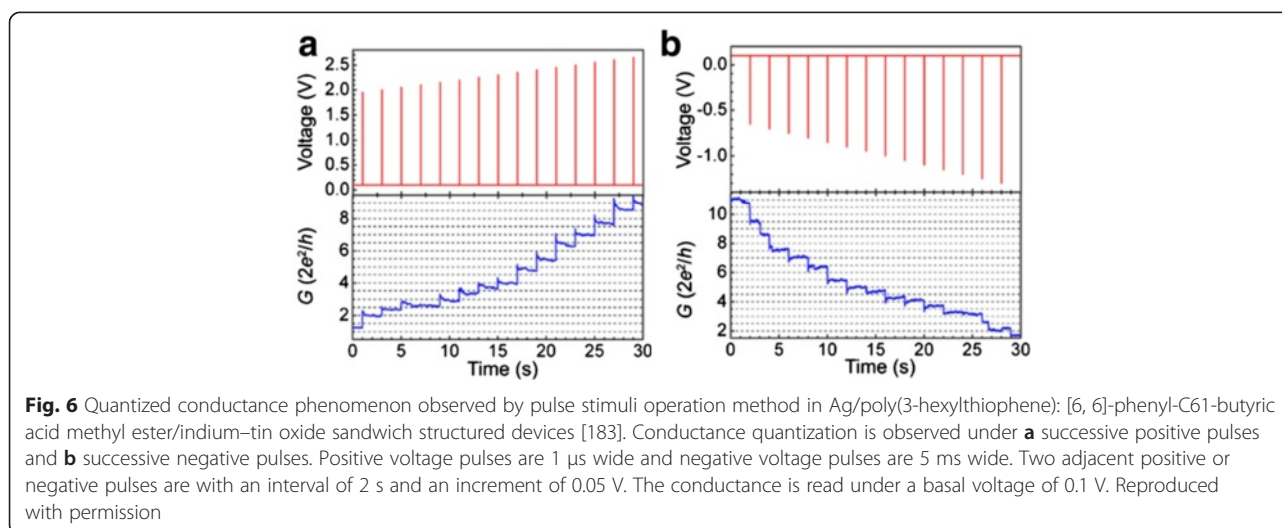 a
b
2.5
2.0
1.5
1.0
0.5
0.0
Voltage (V)
8
6
4
2
G (2e²/h)
0 5 10 15 20 25 30
Time (s)
0.0
-0.5
-1.0
Voltage (V)
10
8
6
4
2
G (2e²/h)
0 5 10 15 20 25 30
Time (s)
Fig. 6 Quantized conductance phenomenon observed by pulse stimuli operation method in Ag/poly(3-hexylthiophene): [6, 6]-phenyl-C61-butyric
acid methyl ester/indium–tin oxide sandwich structured devices [183]. Conductance quantization is observed under a successive positive pulses
and b successive negative pulses. Positive voltage pulses are 1 μs wide and negative voltage pulses are 5 ms wide. Two adjacent positive or
negative pulses are with an interval of 2 s and an increment of 0.05 V. The conductance is read under a basal voltage of 0.1 V. Reproduced
with permission